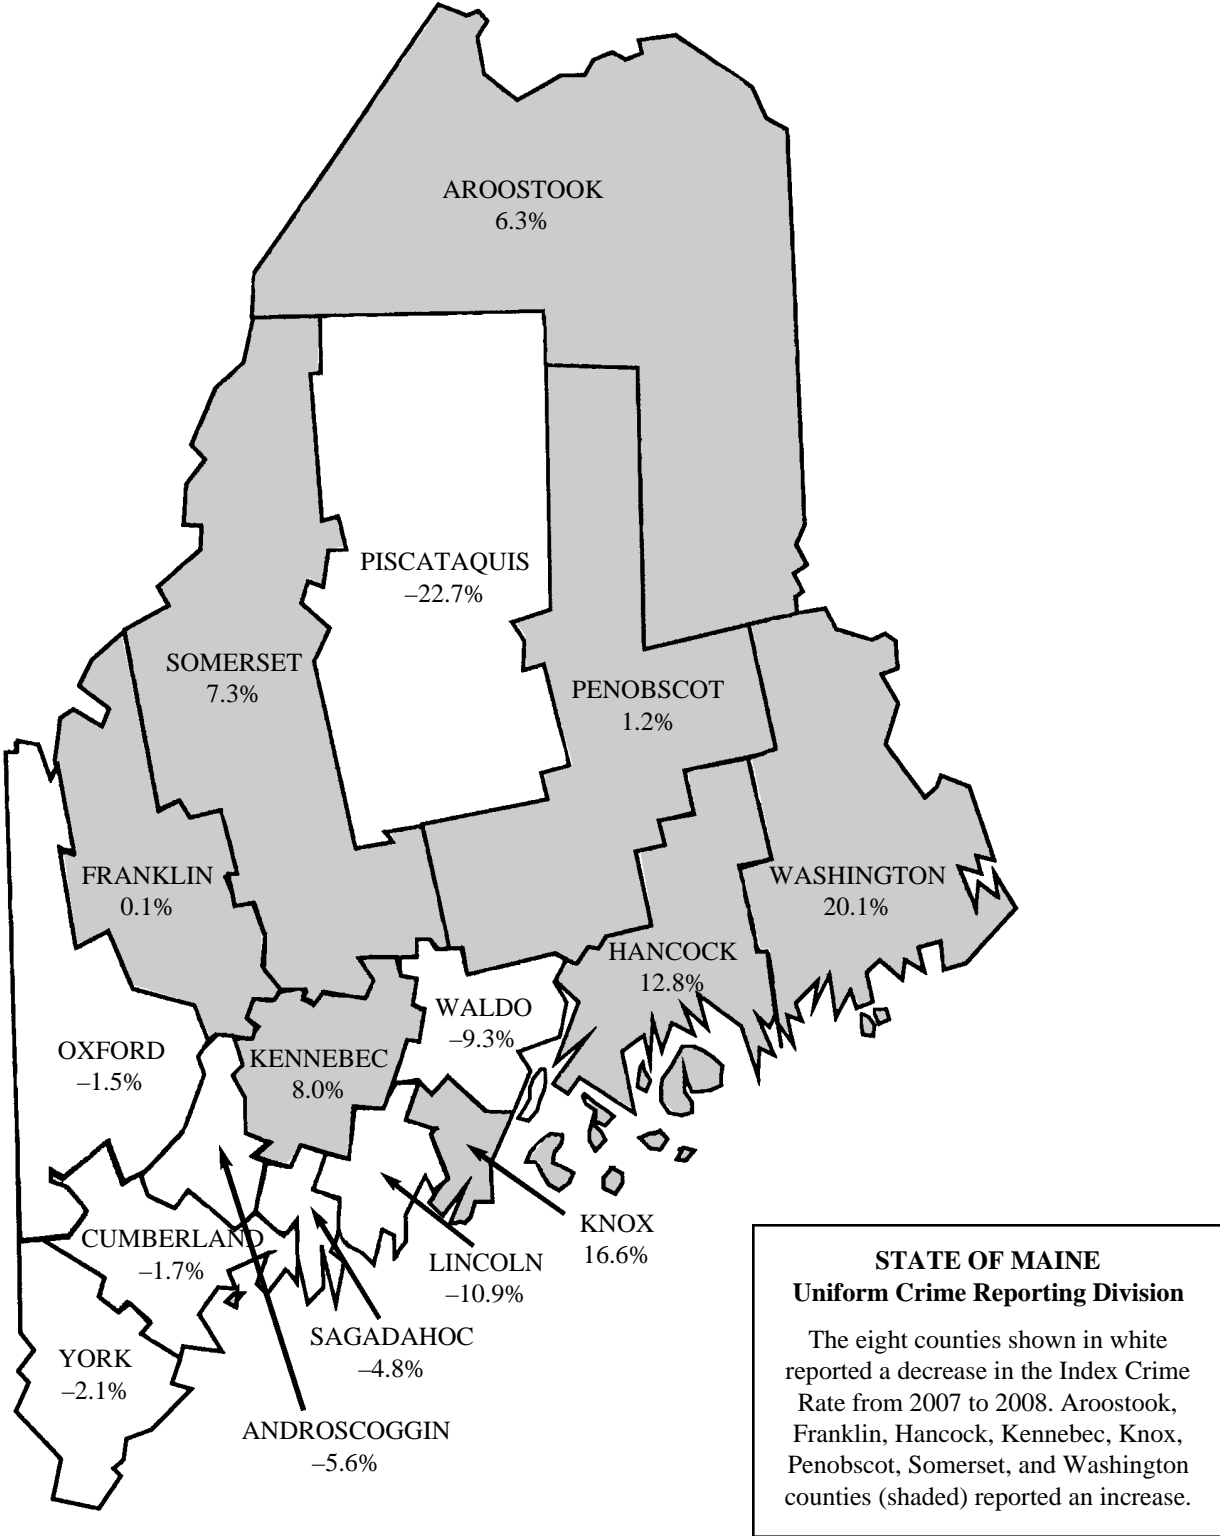 AROOSTOOK
6.3%
PISCATAQUIS
–22.7%
SOMERSET
7.3%
PENOBSCOT
1.2%
FRANKLIN
0.1%
WASHINGTON
20.1%
HANCOCK
12.8%
WALDO
–9.3%
OXFORD
–1.5%
KENNEBEC
8.0%
KNOX
16.6%
CUMBERLAND
–1.7%
LINCOLN
–10.9%
SAGADAHOC
–4.8%
YORK
–2.1%
ANDROSCOGGIN
–5.6%
STATE OF MAINE
Uniform Crime Reporting Division
The eight counties shown in white
reported a decrease in the Index Crime
Rate from 2007 to 2008. Aroostook,
Franklin, Hancock, Kennebec, Knox,
Penobscot, Somerset, and Washington
counties (shaded) reported an increase.